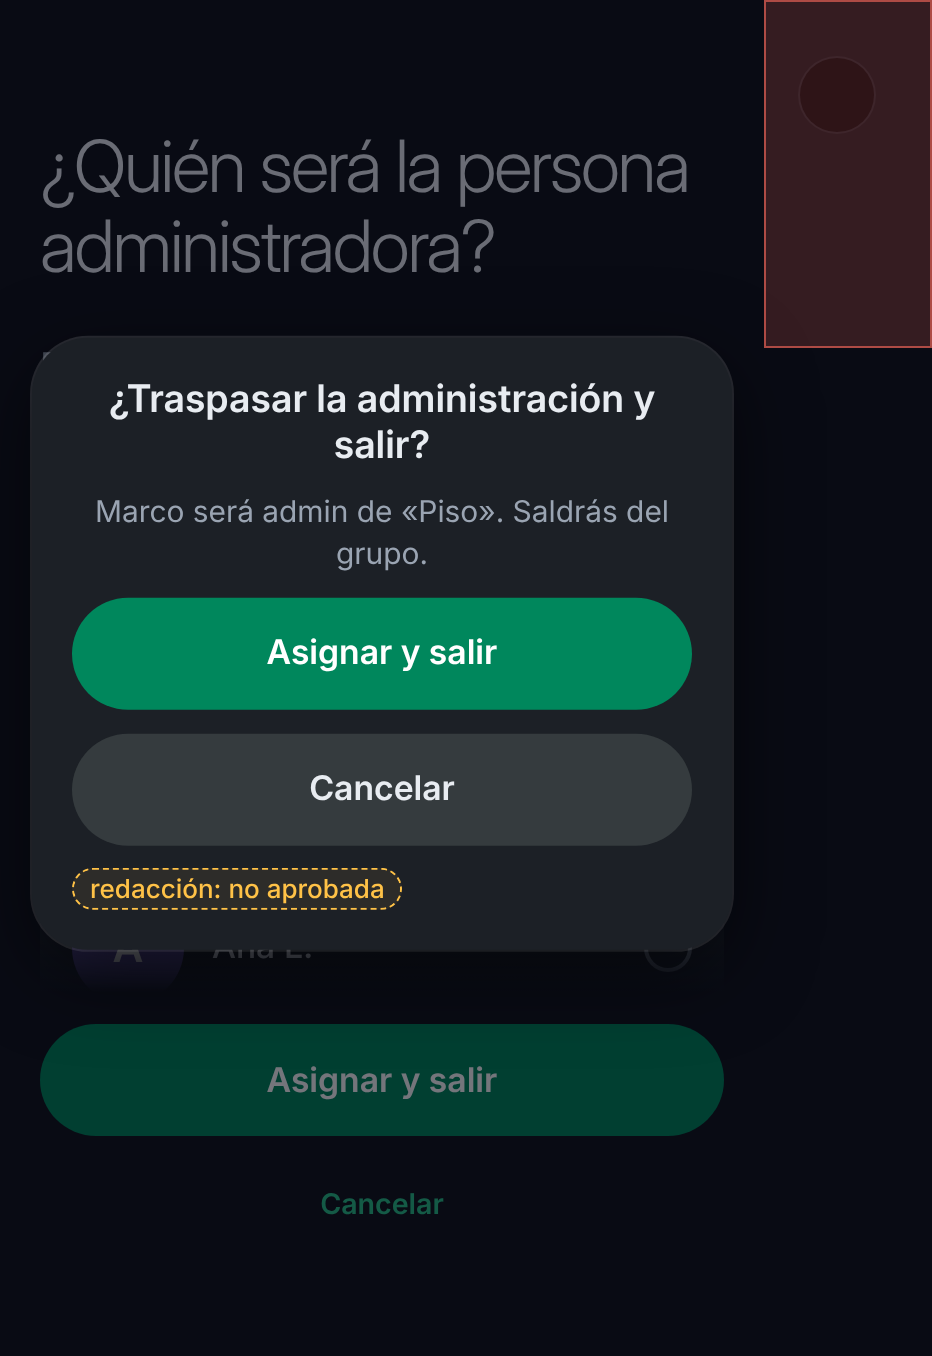 ¿Quién será la persona
administradora?
¿Traspasar la administración y
salir?
Marco será admin de «Piso». Saldrás del
grupo.
Asignar y salir
Cancelar
redacción: no aprobada
A
Asignar y salir
Cancelar